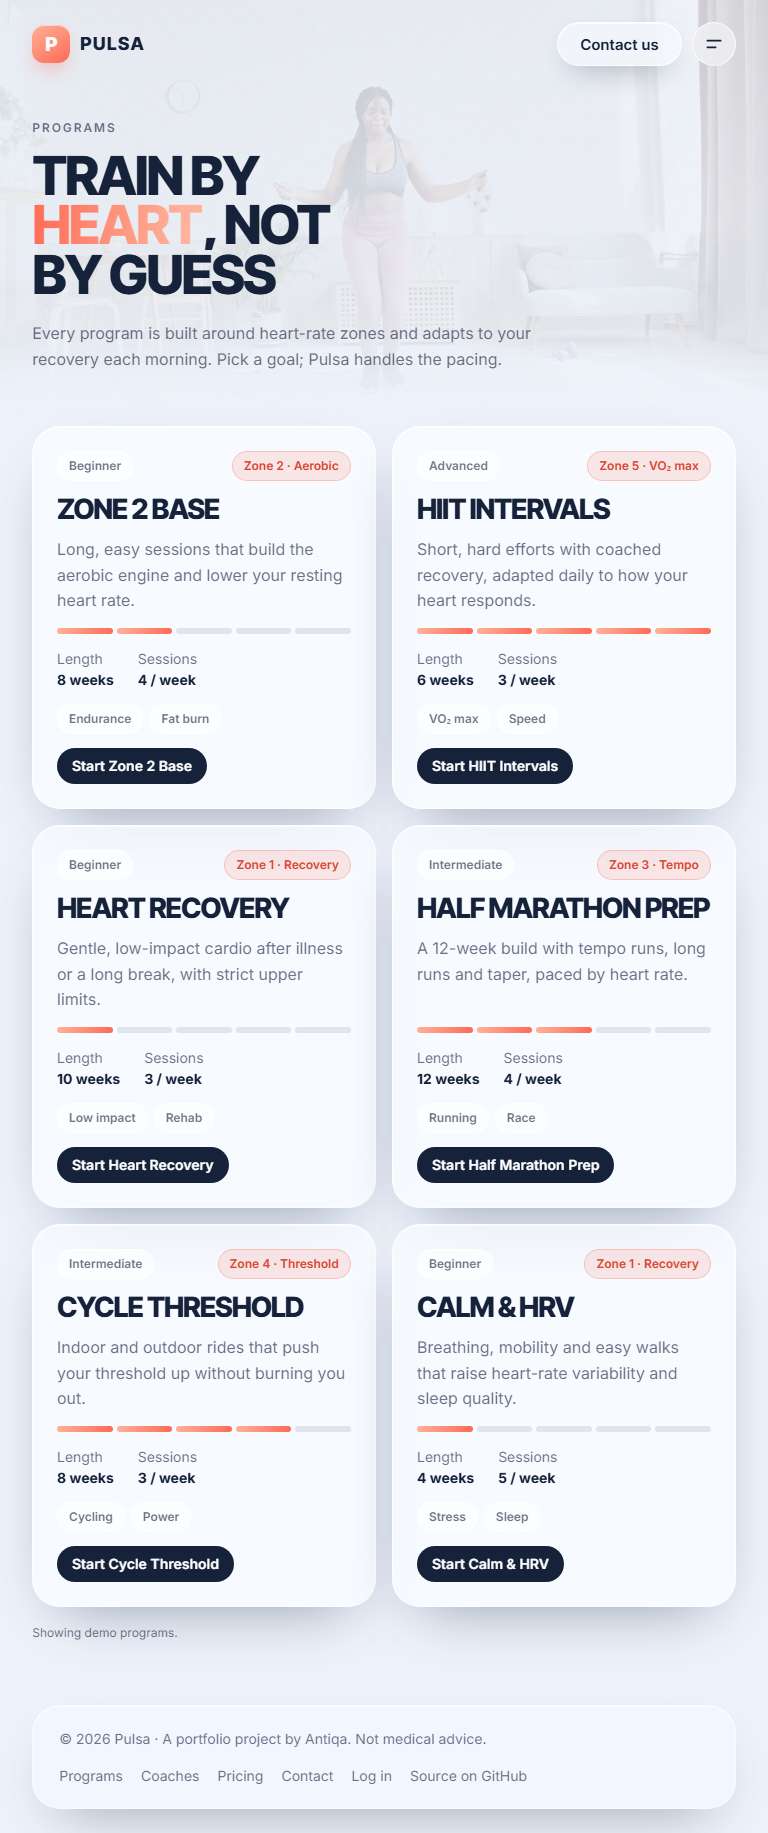 P PULSA
Contact us
PROGRAMS
TRAIN BY
HEART, NOT
BY GUESS
Every program is built around heart-rate zones and adapts to your
recovery each morning. Pick a goal; Pulsa handles the pacing.
Beginner
Zone 2 · Aerobic
ZONE 2 BASE
Long, easy sessions that build the
aerobic engine and lower your resting
heart rate.
Length Sessions
8 weeks 4 / week
Endurance Fat burn
Start Zone 2 Base
Advanced
Zone 5 · VO₂ max
HIIT INTERVALS
Short, hard efforts with coached
recovery, adapted daily to how your
heart responds.
Length Sessions
6 weeks 3 / week
VO₂ max Speed
Start HIIT Intervals
Beginner
Zone 1 · Recovery
HEART RECOVERY
Gentle, low-impact cardio after illness
or a long break, with strict upper
limits.
Length Sessions
10 weeks 3 / week
Low impact Rehab
Start Heart Recovery
Intermediate
Zone 3 · Tempo
HALF MARATHON PREP
A 12-week build with tempo runs, long
runs and taper, paced by heart rate.
Length Sessions
12 weeks 4 / week
Running Race
Start Half Marathon Prep
Intermediate
Zone 4 · Threshold
CYCLE THRESHOLD
Indoor and outdoor rides that push
your threshold up without burning you
out.
Length Sessions
8 weeks 3 / week
Cycling Power
Start Cycle Threshold
Beginner
Zone 1 · Recovery
CALM & HRV
Breathing, mobility and easy walks
that raise heart-rate variability and
sleep quality.
Length Sessions
4 weeks 5 / week
Stress Sleep
Start Calm & HRV
Showing demo programs.
© 2026 Pulsa · A portfolio project by Antiqa. Not medical advice.
Programs Coaches Pricing Contact Log in Source on GitHub